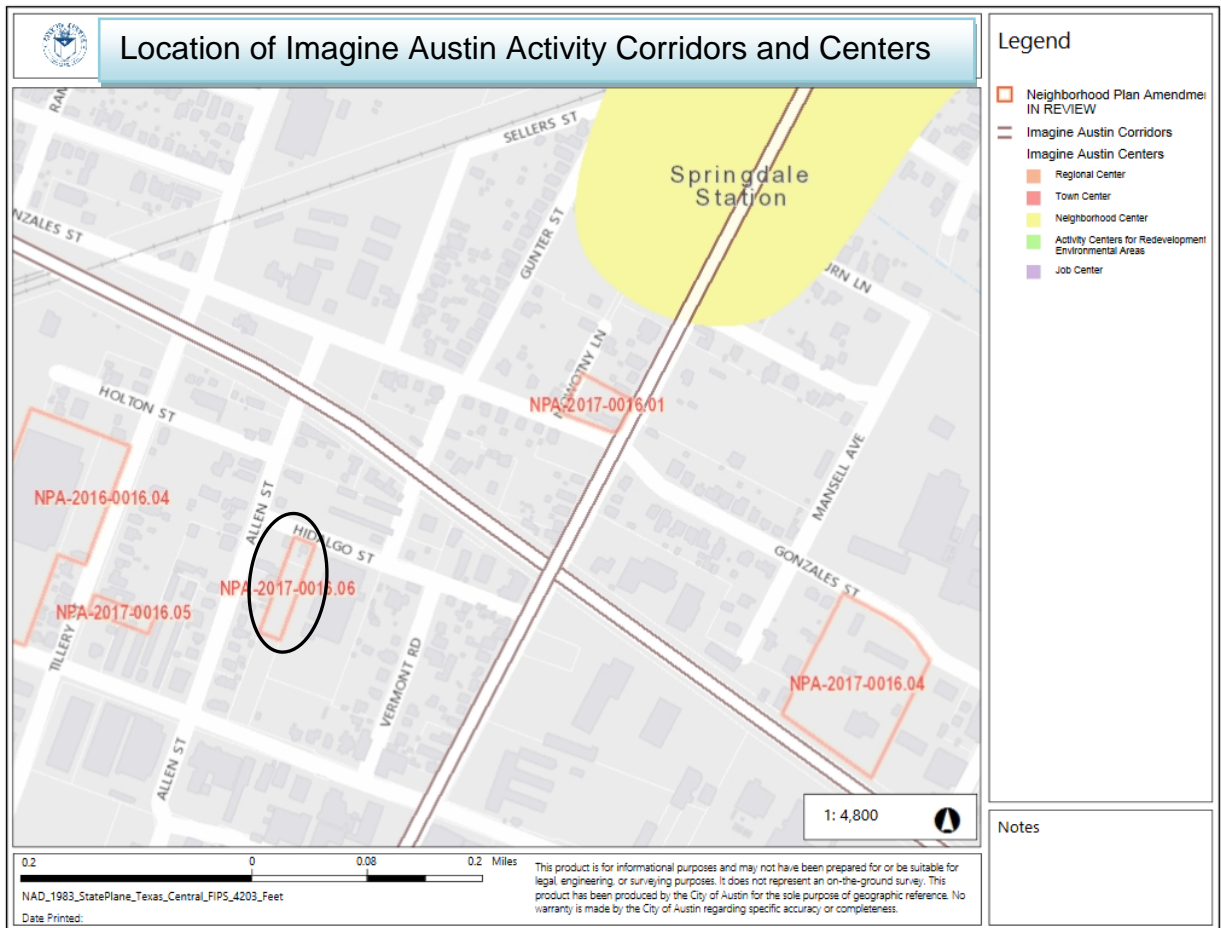 Location of Imagine Austin Activity Corridors and Centers
Legend
Neighborhood Plan Amendme
IN REVIEW
Imagine Austin Corridors
Imagine Austin Centers
Regional Center
Town Center
Neighborhood Center
Activity Centers for Redevelopment
Environmental Areas
Job Center
RAN
SELLERS ST
Springdale
Station
NZALES ST
GUNTER ST
URN LN
NOWOTNY LN
NPA-2017-0016.01
HOLTON ST
MANSELL AVE
NPA-2016-0016.04
ALLEN ST
HIDALGO ST
GONZALES ST
NPA-2017-0016.06
NPA-2017-0016.05
TILLERY
VERMONT RD
NPA-2017-0016.04
ALLEN ST
1: 4,800
Notes
0.2 0 0.08 0.2 Miles
NAD_1983_StatePlane_Texas_Central_FIPS_4203_Feet
Date Printed:
This product is for informational purposes and may not have been prepared for or be suitable for
legal, engineering, or surveying purposes. It does not represent an on-the-ground survey. This
product has been produced by the City of Austin for the sole purpose of geographic reference. No
warranty is made by the City of Austin regarding specific accuracy or completeness.